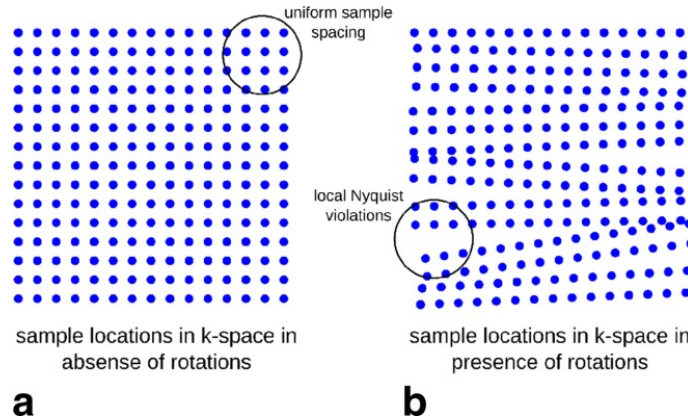 uniform sample
spacing
local Nyquist
violations
sample locations in k-space in
absence of rotations
sample locations in k-space in
presence of rotations
a
b